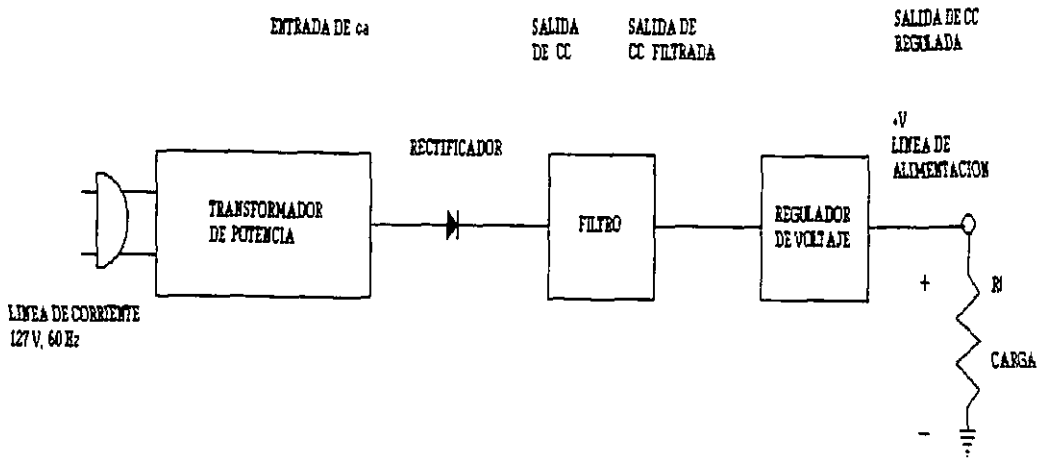 ENTRADA DE ca
SALIDA
DE CC
SALIDA DE
CC FILTRADA
SALIDA DE CC
REGULADA
+V
LINEA DE
ALIMENTACION
RECTIFICADOR
TRANSFORMADOR
DE POTENCIA
FILTRO
REGULADOR
DE VOLTAJE
LINEA DE CORRIENTE
127 V, 60 Hz
+
Rl
CARGA
-